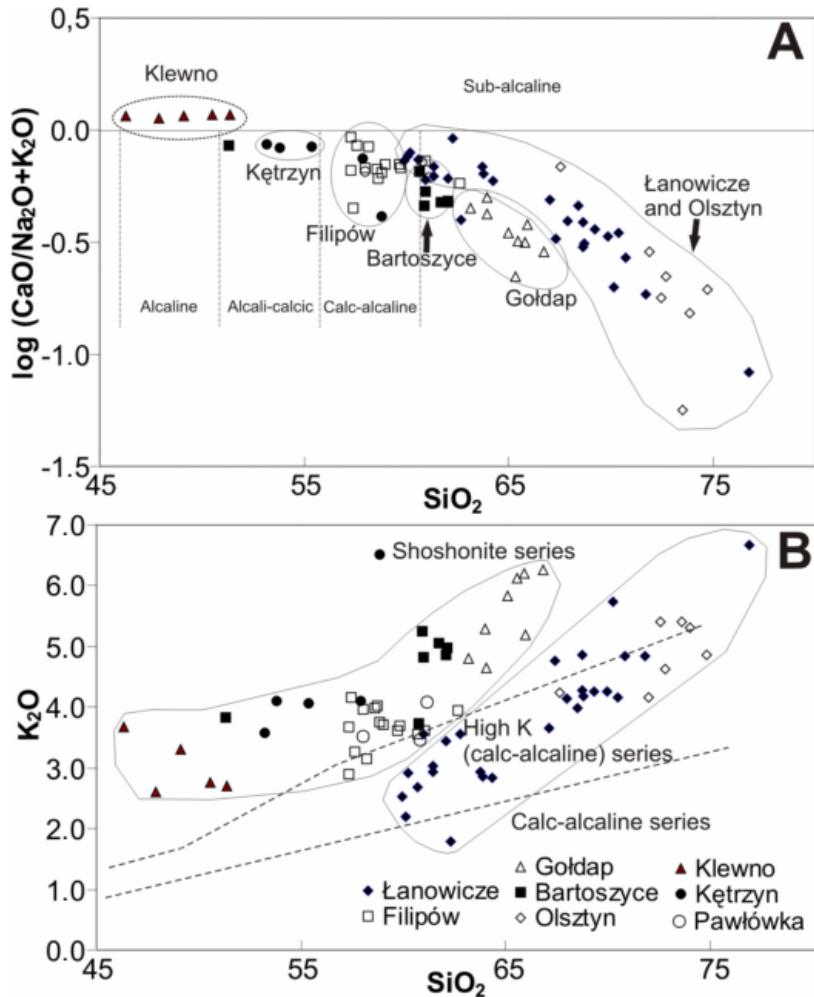 A
0,5
Klewno
Sub-alcaline
0.0
Kętrzyn
Łanowicze
and Olsztyn
Filipów
Bartoszyce
-0.5
Gołdap
Alcaline
Alcali-calcic
Calc-alcaline
-1.0
-1.5
log (CaO/Na₂O+K₂O)
45
55
65
75
SiO₂
B
7.0
Shoshonite series
6.0
5.0
4.0
High K
(calc-alcaline) series
3.0
2.0
Calc-alcaline series
1.0
0.0
K₂O
Łanowicze
Filipów
Gołdap
Bartoszyce
Olsztyn
Klewno
Kętrzyn
Pawłówka
45
55
65
75
SiO₂